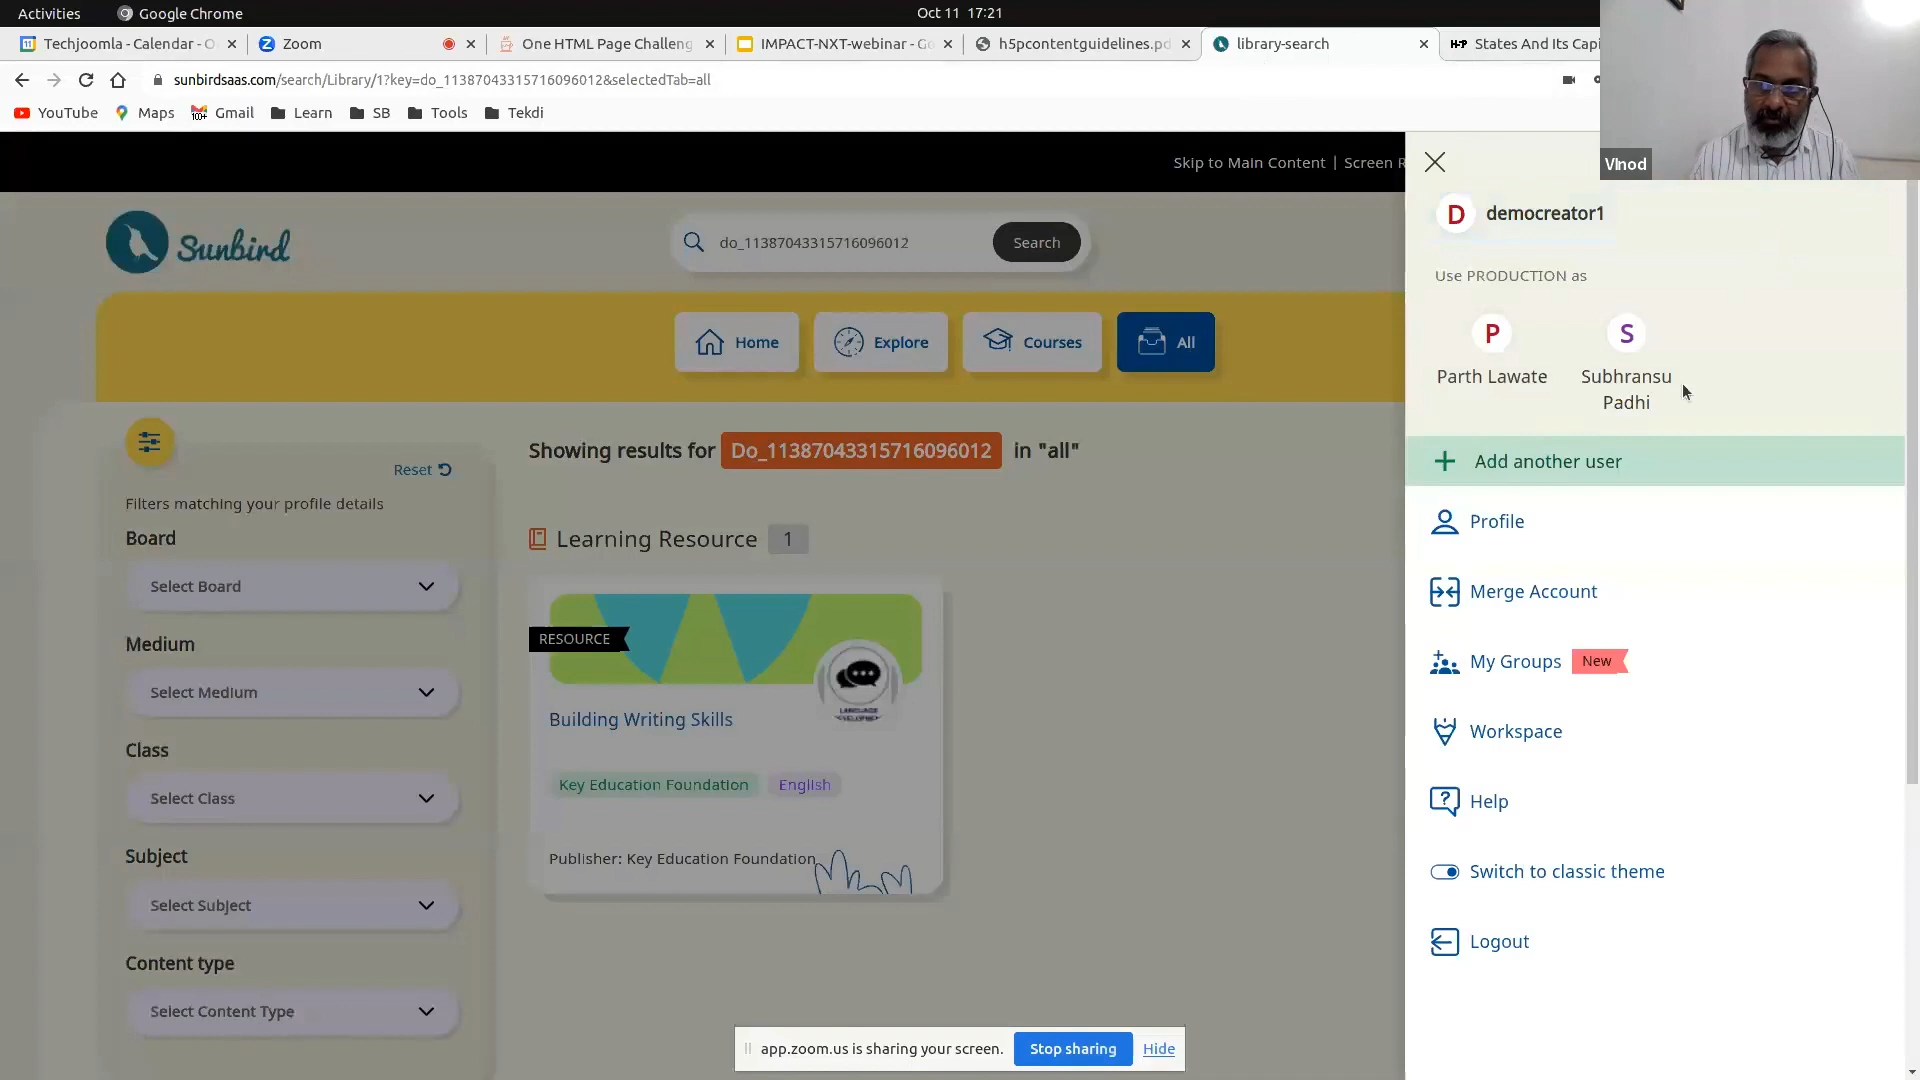 Activities
Google Chrome
Oct 11 17:21
Techjoomla - Calendar - O
Zoom
One HTML Page Challeng
IMPACT-NXT-webinar - Go
h5pcontentguidelines.pd
library-search
H-P States And Its Capi
sunbirdsaas.com/search/Library/1?key=do_11387043315716096012&selectedTab=all
YouTube
Maps
Gmail
Learn
SB
Tools
Tekdi
VInod
Skip to Main Content | Screen R
Sunbird
do_11387043315716096012
Search
Home
Explore
Courses
All
Reset
Filters matching your profile details
Board
Select Board
Medium
Select Medium
Class
Select Class
Subject
Select Subject
Content type
Select Content Type
Showing results for Do_11387043315716096012 in "all"
Learning Resource 1
RESOURCE
Building Writing Skills
Key Education Foundation
English
Publisher: Key Education Foundation
D democreator1
Use PRODUCTION as
P
Parth Lawate
S
Subhransu
Padhi
+ Add another user
Profile
Merge Account
My Groups New
Workspace
Help
Switch to classic theme
Logout
app.zoom.us is sharing your screen.
Stop sharing
Hide